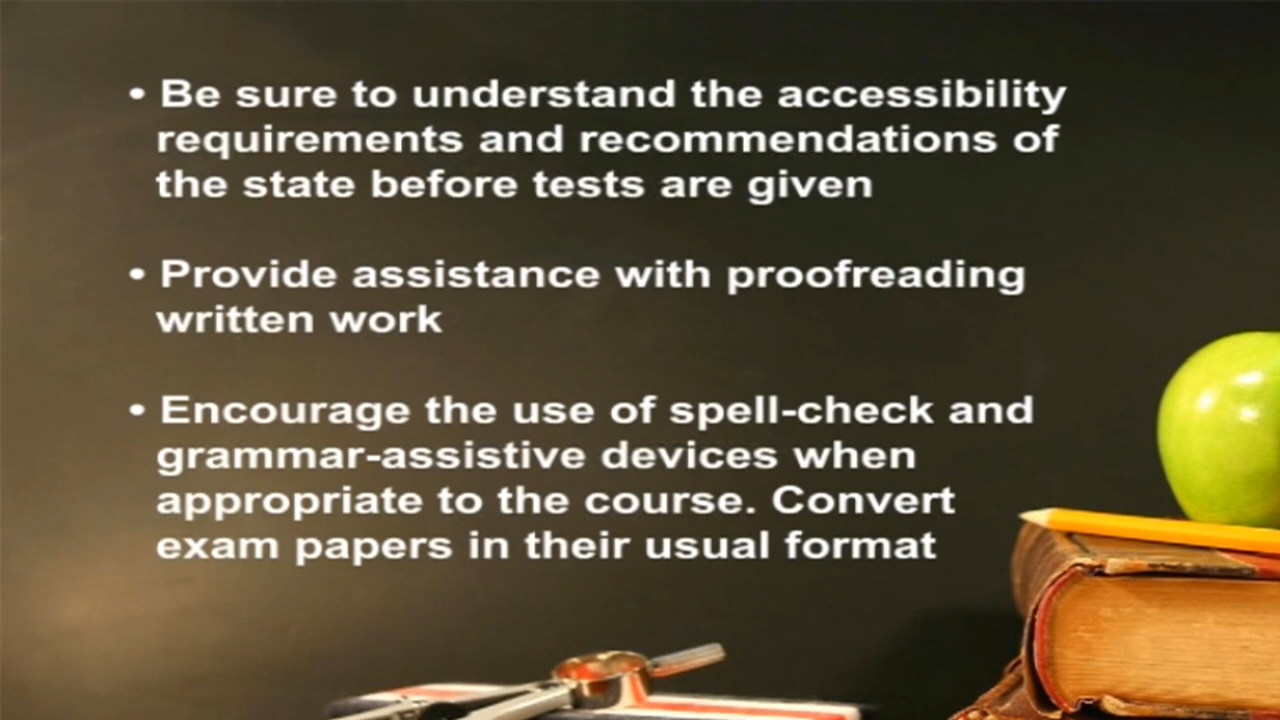 • Be sure to understand the accessibility
requirements and recommendations of
the state before tests are given
• Provide assistance with proofreading
written work
• Encourage the use of spell-check and
grammar-assistive devices when
appropriate to the course. Convert
exam papers in their usual format